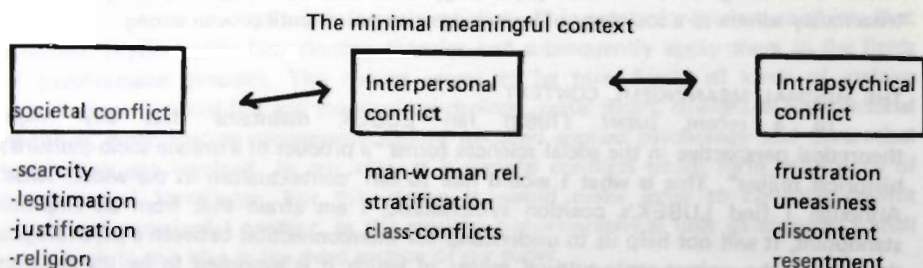 The minimal meaningful context
societal conflict
Interpersonal
conflict
Intrapsychical
conflict
-scarcity
-legitimation
-justification
-religion
man-woman rel.
stratification
class-conflicts
frustration
uneasiness
discontent
resentment